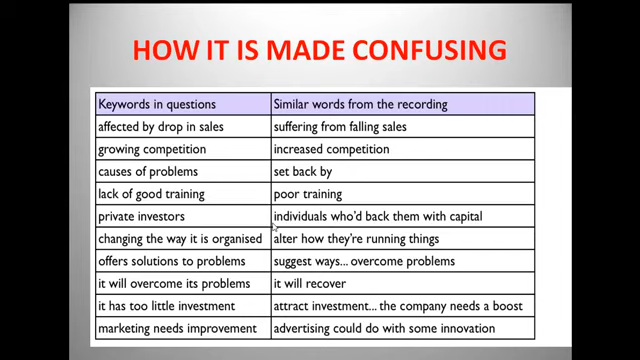 HOW IT IS MADE CONFUSING
Keywords in questions Similar words from the recording
affected by drop in sales suffering from falling sales
growing competition increased competition
causes of problems set back by
lack of good training poor training
private investors individuals who'd back them with capital
changing the way it is organised alter how they're running things
offers solutions to problems suggest ways... overcome problems
it will overcome its problems it will recover
it has too little investment attract investment... the company needs a boost
marketing needs improvement advertising could do with some innovation